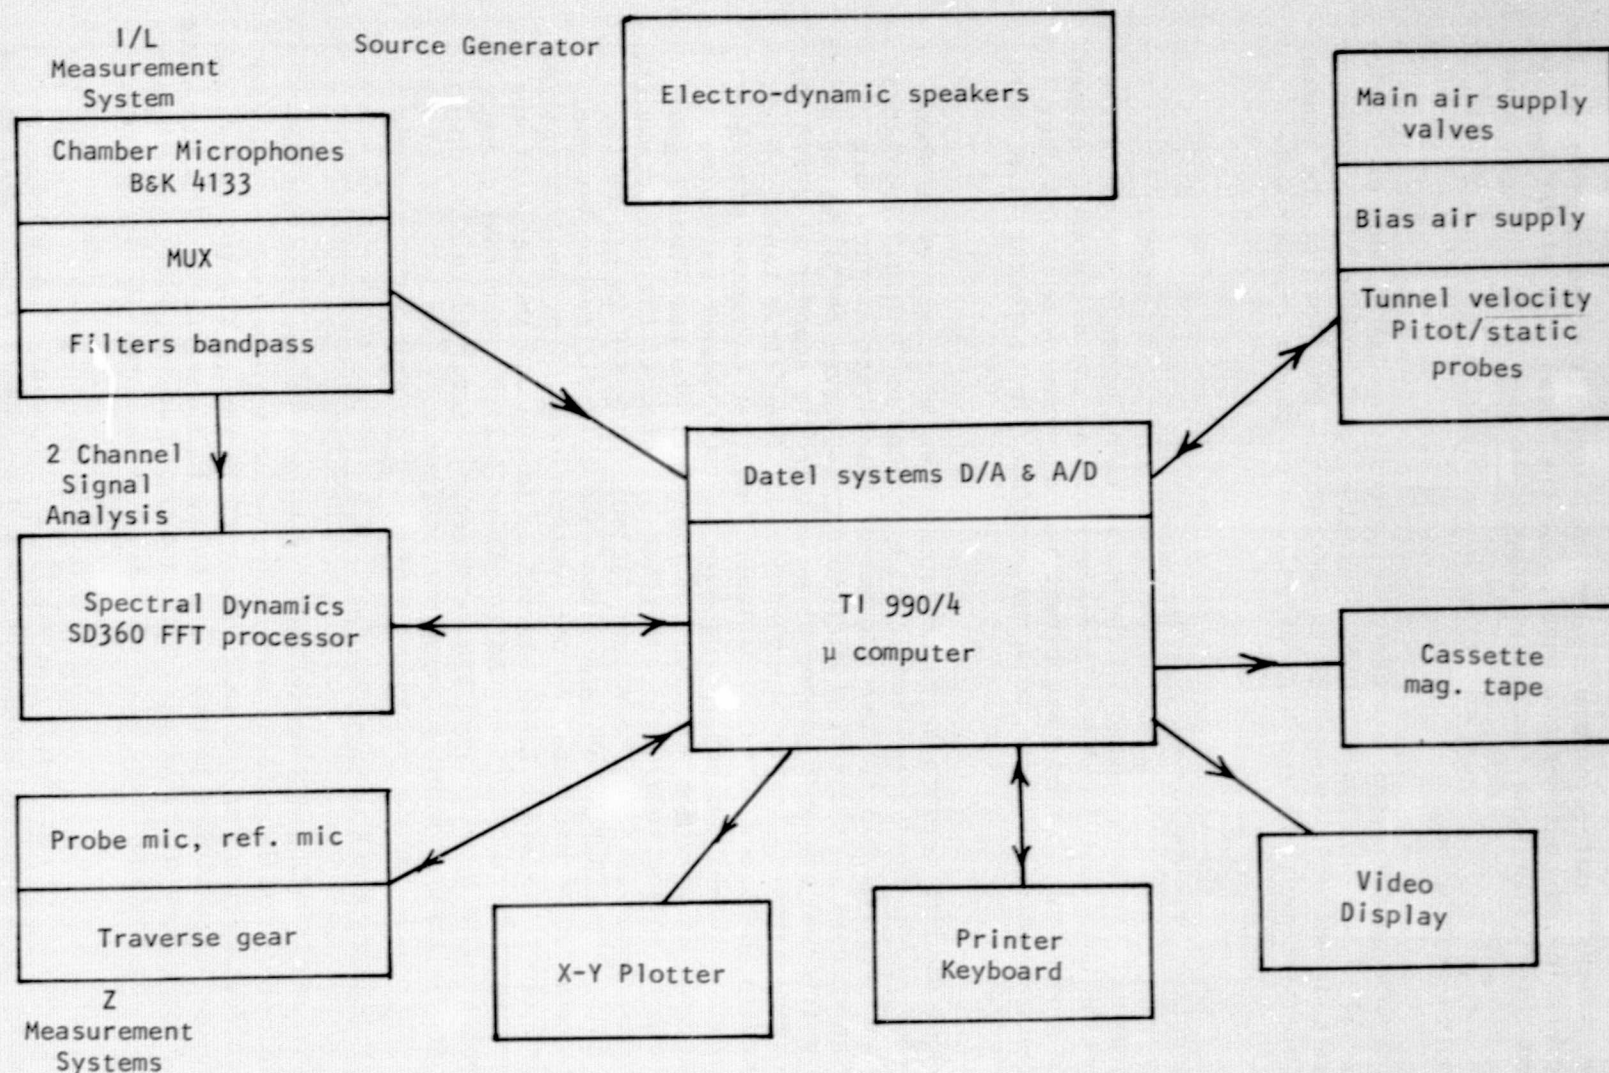 I/L
Measurement
System
Chamber Microphones
B&K 4133
MUX
Filters bandpass
Source Generator
Electro-dynamic speakers
Main air supply
valves
Bias air supply
Tunnel velocity
Pitot/static
probes
2 Channel
Signal
Analysis
Spectral Dynamics
SD360 FFT processor
Datel systems D/A & A/D
TI 990/4
μ computer
Cassette
mag. tape
Probe mic, ref. mic
Traverse gear
Z
Measurement
Systems
X-Y Plotter
Printer
Keyboard
Video
Display